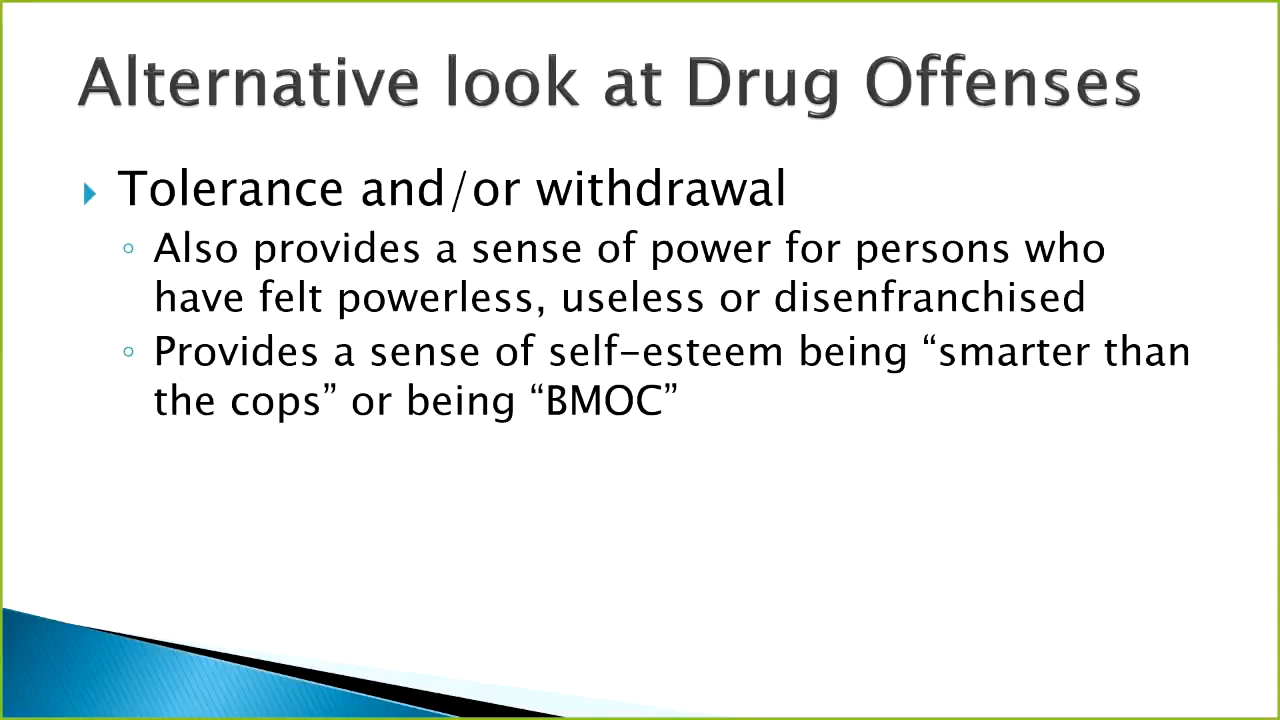 Alternative look at Drug Offenses
Tolerance and/or withdrawal
Also provides a sense of power for persons who
have felt powerless, useless or disenfranchised
Provides a sense of self-esteem being “smarter than
the cops” or being “BMOC”